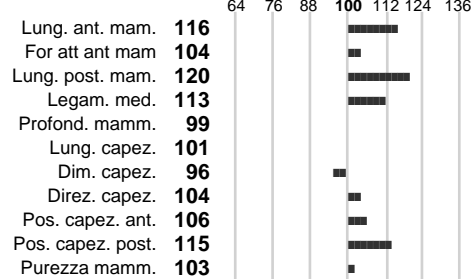 64 76 88 100 112 124 136
Lung. ant. mam. 116
For att ant mam 104
Lung. post. mam. 120
Legam. med. 113
Profond. mamm. 99
Lung. capez. 101
Dim. capez. 96
Direz. capez. 104
Pos. capez. ant. 106
Pos. capez. post. 115
Purezza mamm. 103